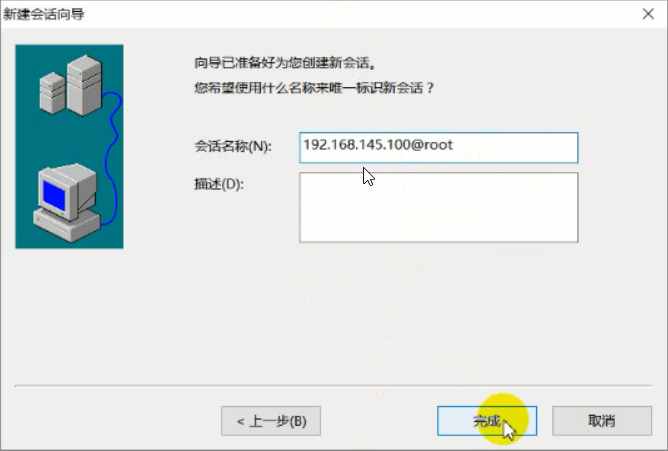 新建会话向导
向导已准备好为您创建新会话。
您希望使用什么名称来唯一标识新会话？
会话名称(N):
192.168.145.100@root
描述(D):
< 上一步(B)
完成
取消